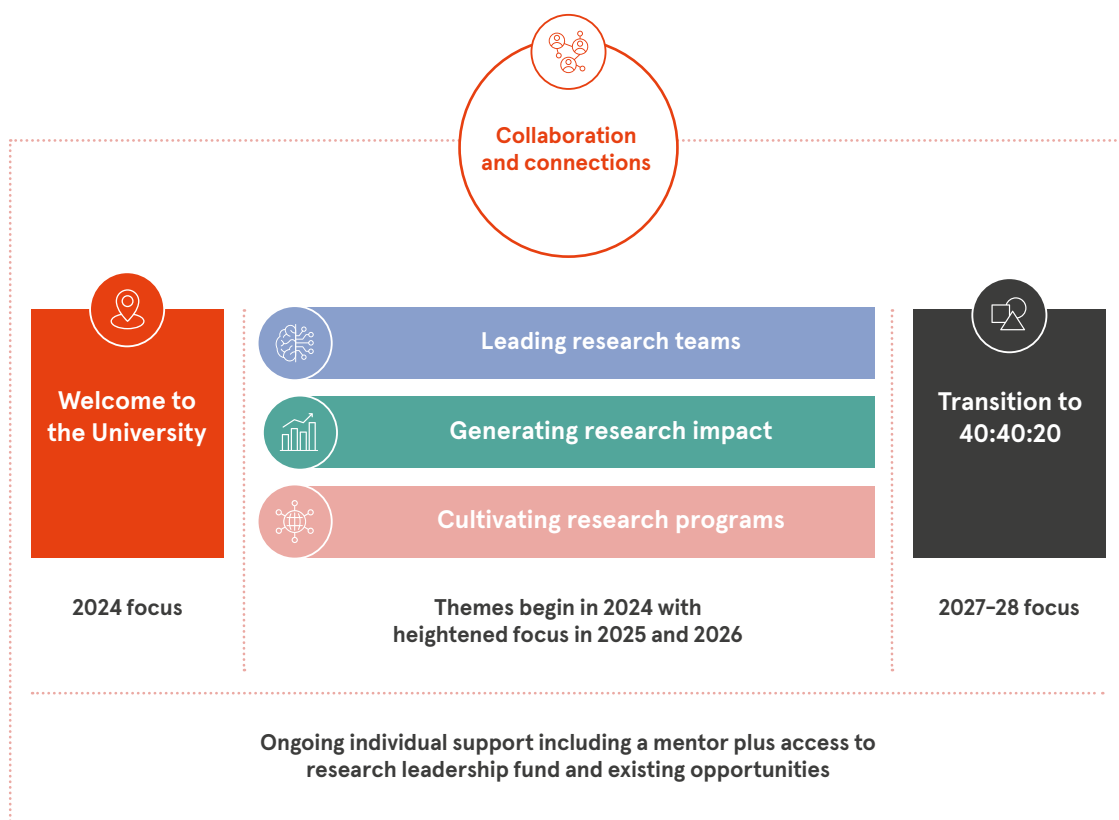 Collaboration
and connections
Welcome to
the University
2024 focus
Leading research teams
Generating research impact
Cultivating research programs
Themes begin in 2024 with
heightened focus in 2025 and 2026
Transition to
40:40:20
2027-28 focus
Ongoing individual support including a mentor plus access to
research leadership fund and existing opportunities